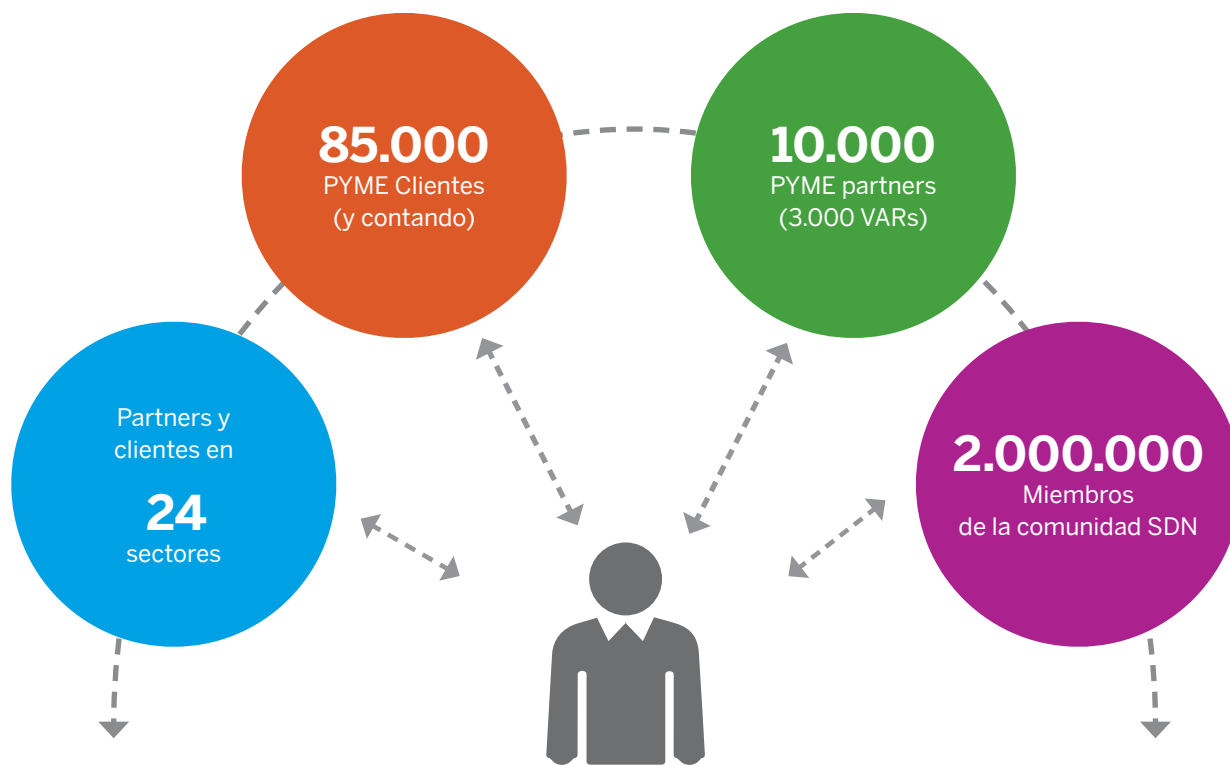 85.000
PYME Clientes
(y contando)
10.000
PYME partners
(3.000 VARs)
Partners y
clientes en
24
sectores
2.000.000
Miembros
de la comunidad SDN